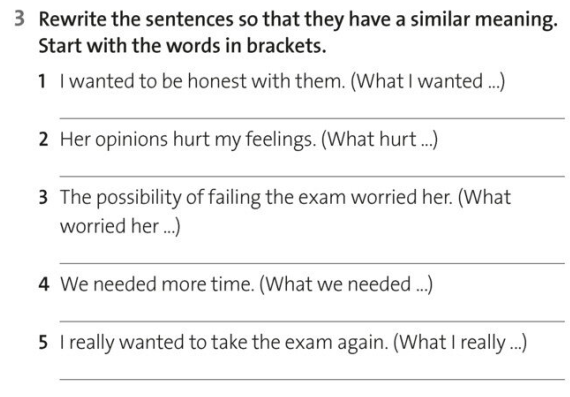 3 Rewrite the sentences so that they have a similar meaning.
Start with the words in brackets.
1 I wanted to be honest with them. (What I wanted ...)
2 Her opinions hurt my feelings. (What hurt ...)
3 The possibility of failing the exam worried her. (What
worried her ...)
4 We needed more time. (What we needed ...)
5 I really wanted to take the exam again. (What I really ...)